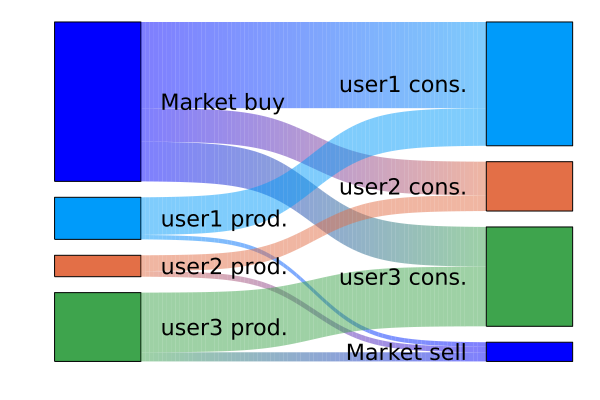 Market buy
user1 prod.
user2 prod.
user3 prod.
user1 cons.
user2 cons.
user3 cons.
Market sell